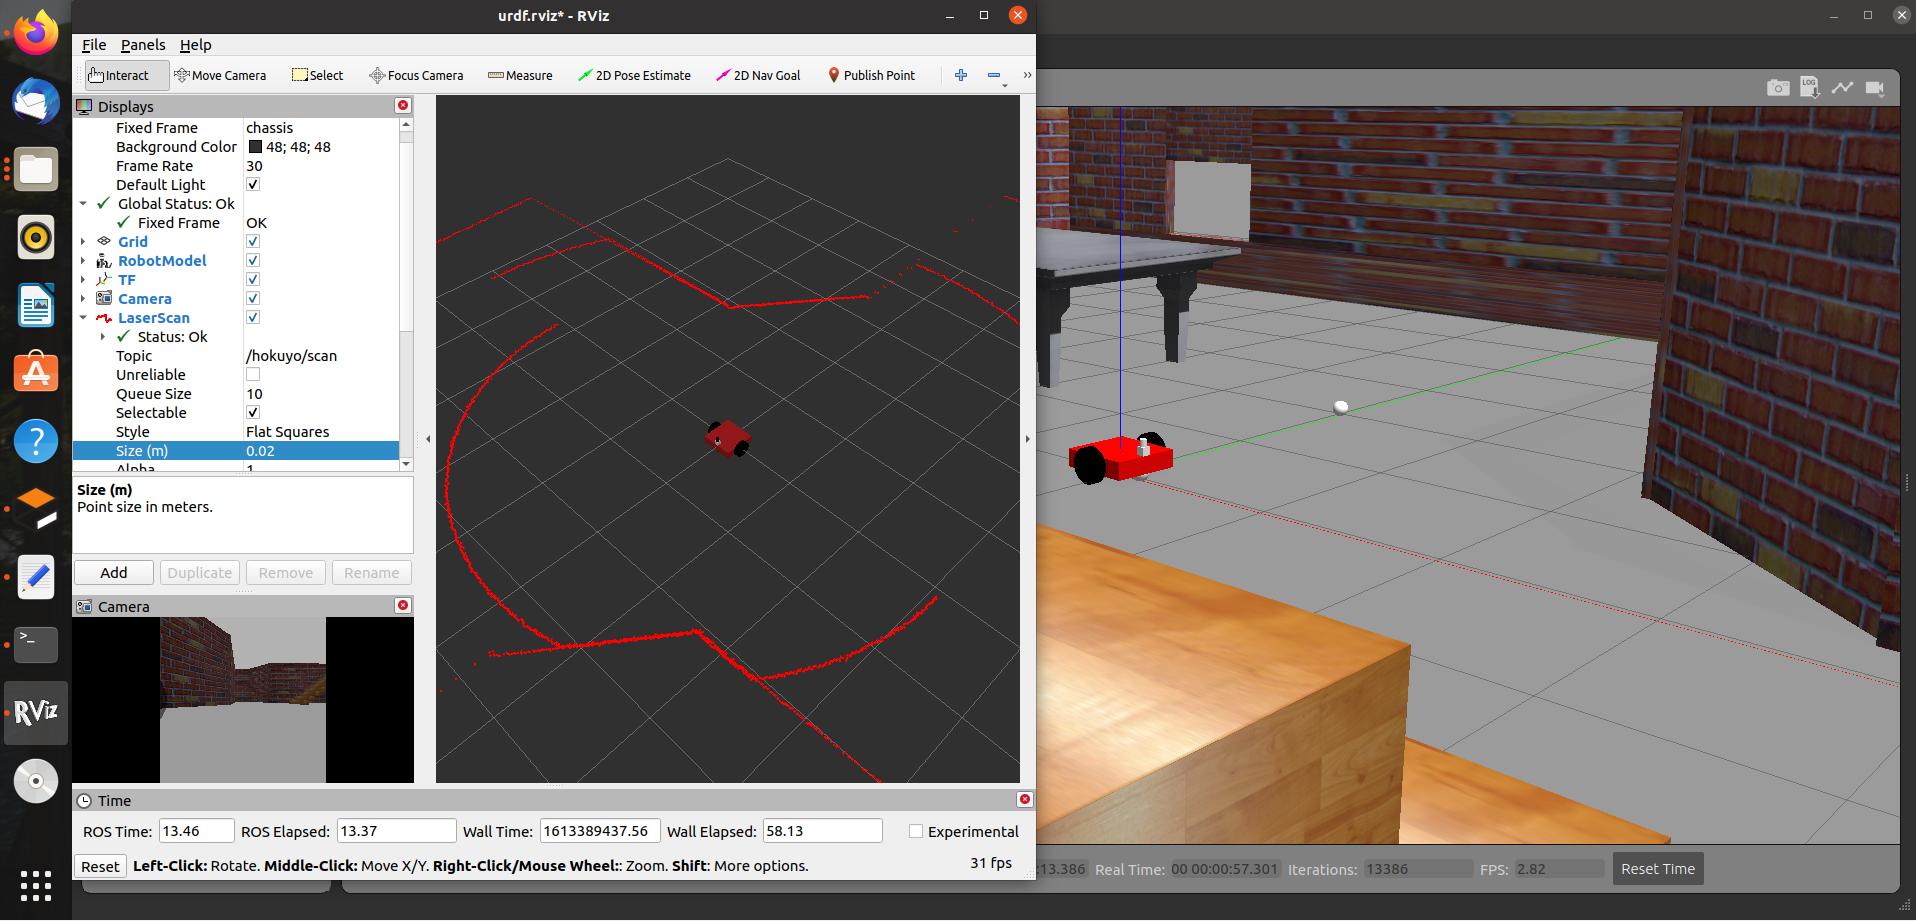 urdf.rviz* - RViz
File Panels Help
Interact Move Camera Select Focus Camera Measure 2D Pose Estimate 2D Nav Goal Publish Point
Displays
Fixed Frame chassis
Background Color 48; 48; 48
Frame Rate 30
Default Light
Global Status: Ok
Fixed Frame OK
Grid
RobotModel
TF
Camera
LaserScan
Status: Ok
Topic /hokuyo/scan
Unreliable
Queue Size 10
Selectable
Style Flat Squares
Size (m) 0.02
Alpha 1
Size (m)
Point size in meters.
Add Duplicate Remove Rename
Camera
Time
ROS Time: 13.46 ROS Elapsed: 13.37 Wall Time: 1613389437.56 Wall Elapsed: 58.13 Experimental
Reset Left-Click: Rotate. Middle-Click: Move X/Y. Right-Click/Mouse Wheel:: Zoom. Shift: More options. 31 fps
LOG
:13.386 Real Time: 00 00:00:57.301 Iterations: 13386 FPS: 2.82 Reset Time
>_
RViz